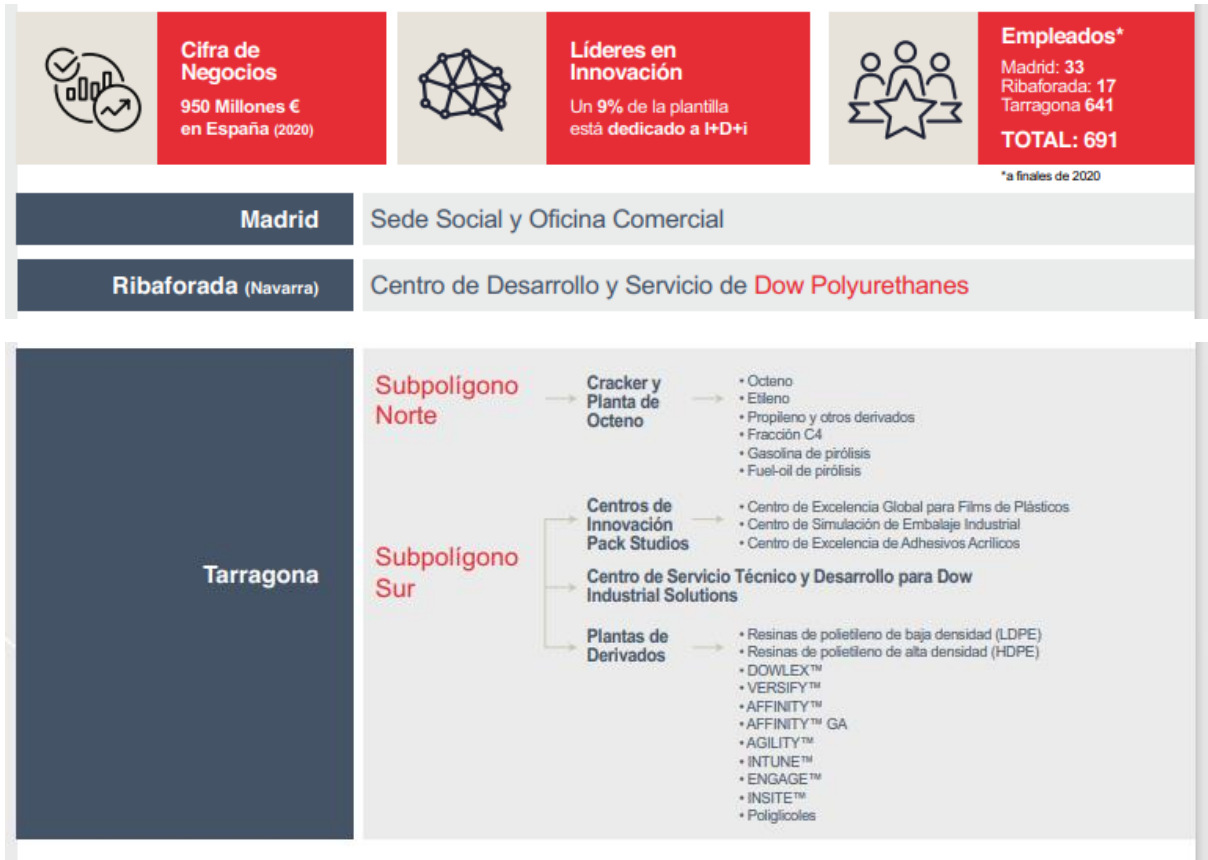 Cifra de
Negocios
950 Millones €
en España (2020)
Líderes en
Innovación
Un 9% de la plantilla
está dedicado a I+D+i
Empleados*
Madrid: 33
Ribaforada: 17
Tarragona 641
TOTAL: 691
*a finales de 2020
Madrid
Sede Social y Oficina Comercial
Ribaforada (Navarra)
Centro de Desarrollo y Servicio de Dow Polyurethanes
Tarragona
Subpolígono
Norte
Cracker y
Planta de
Octeno
• Octeno
• Etileno
• Propileno y otros derivados
• Fracción C4
• Gasolina de pirólisis
• Fuel-oil de pirólisis
Subpolígono
Sur
Centros de
Innovación
Pack Studios
• Centro de Excelencia Global para Films de Plásticos
• Centro de Simulación de Embalaje Industrial
• Centro de Excelencia de Adhesivos Acrílicos
Centro de Servicio Técnico y Desarrollo para Dow
Industrial Solutions
Plantas de
Derivados
• Resinas de polietileno de baja densidad (LDPE)
• Resinas de polietileno de alta densidad (HDPE)
• DOWLEX™
• VERSIFY™
• AFFINITY™
• AFFINITY™ GA
• AGILITY™
• INTUNE™
• ENGAGE™
• INSITE™
• Poliglicoles